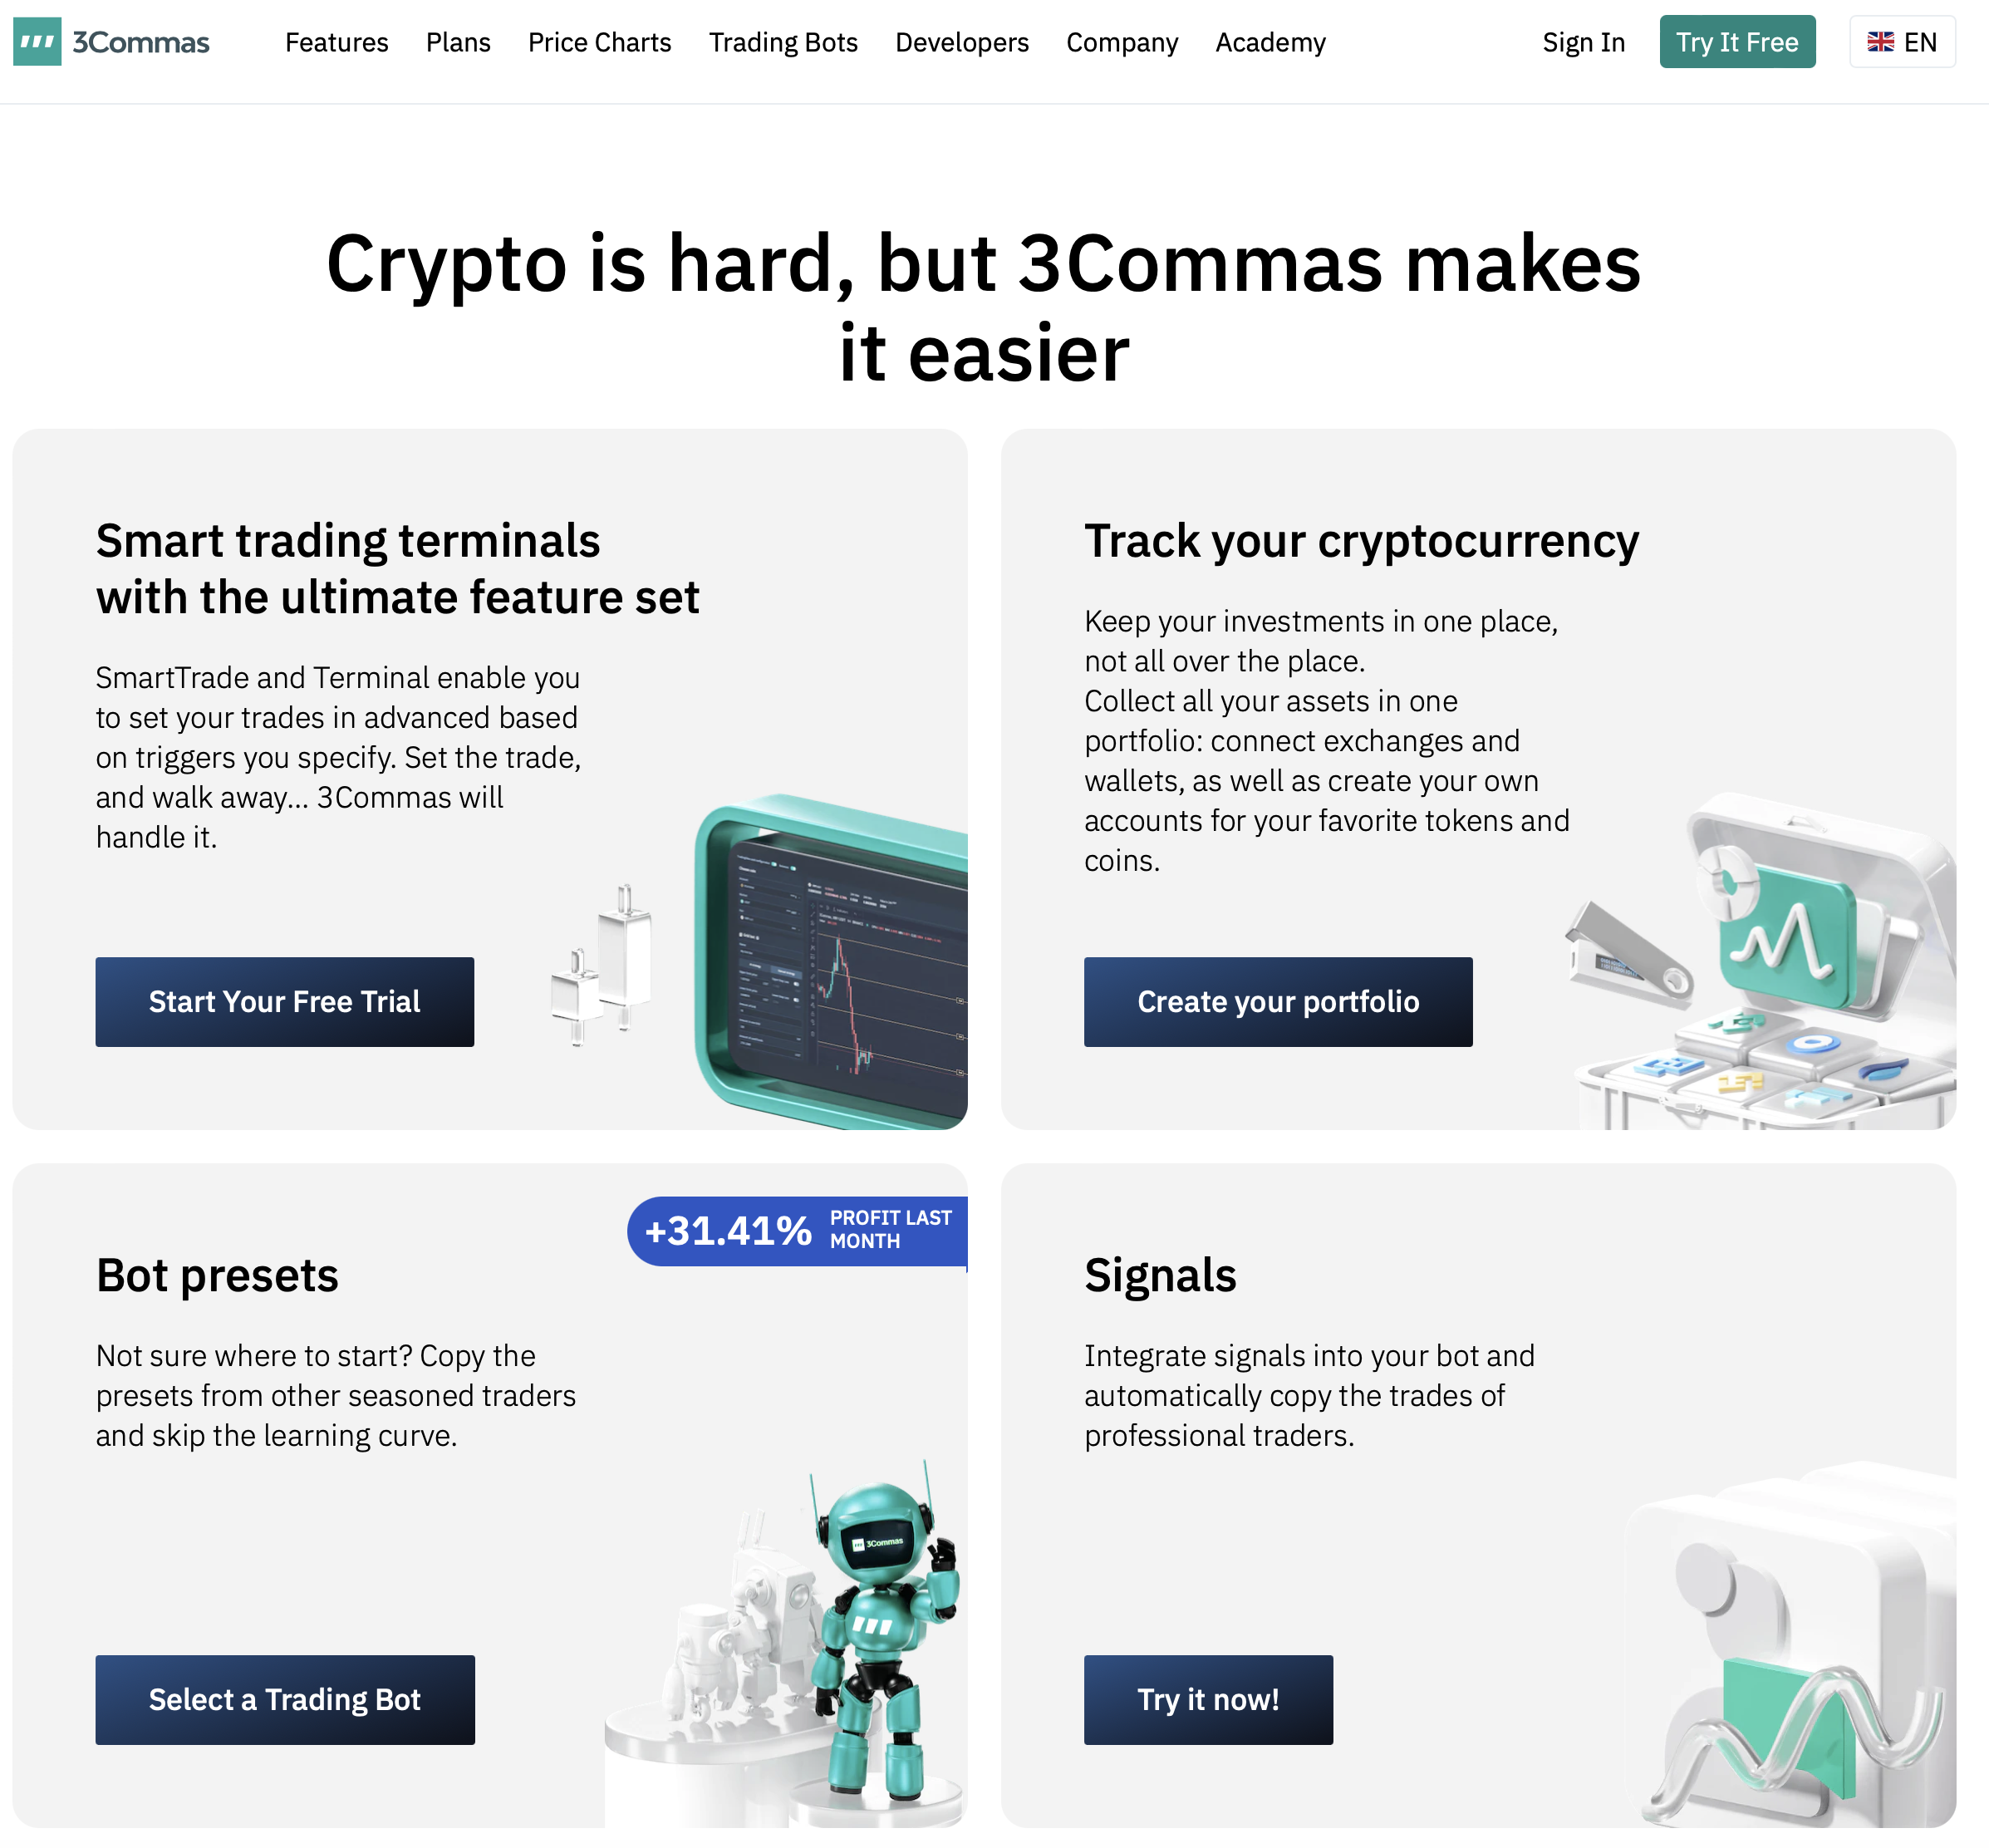 3Commas
Features
Plans
Price Charts
Trading Bots
Developers
Company
Academy
Sign In
Try It Free
EN
Crypto is hard, but 3Commas makes
it easier
Smart trading terminals
with the ultimate feature set
SmartTrade and Terminal enable you
to set your trades in advanced based
on triggers you specify. Set the trade,
and walk away... 3Commas will
handle it.
Start Your Free Trial
Track your cryptocurrency
Keep your investments in one place,
not all over the place.
Collect all your assets in one
portfolio: connect exchanges and
wallets, as well as create your own
accounts for your favorite tokens and
coins.
Create your portfolio
+31.41%
PROFIT LAST
MONTH
Bot presets
Not sure where to start? Copy the
presets from other seasoned traders
and skip the learning curve.
3Commas
Select a Trading Bot
Signals
Integrate signals into your bot and
automatically copy the trades of
professional traders.
Try it now!